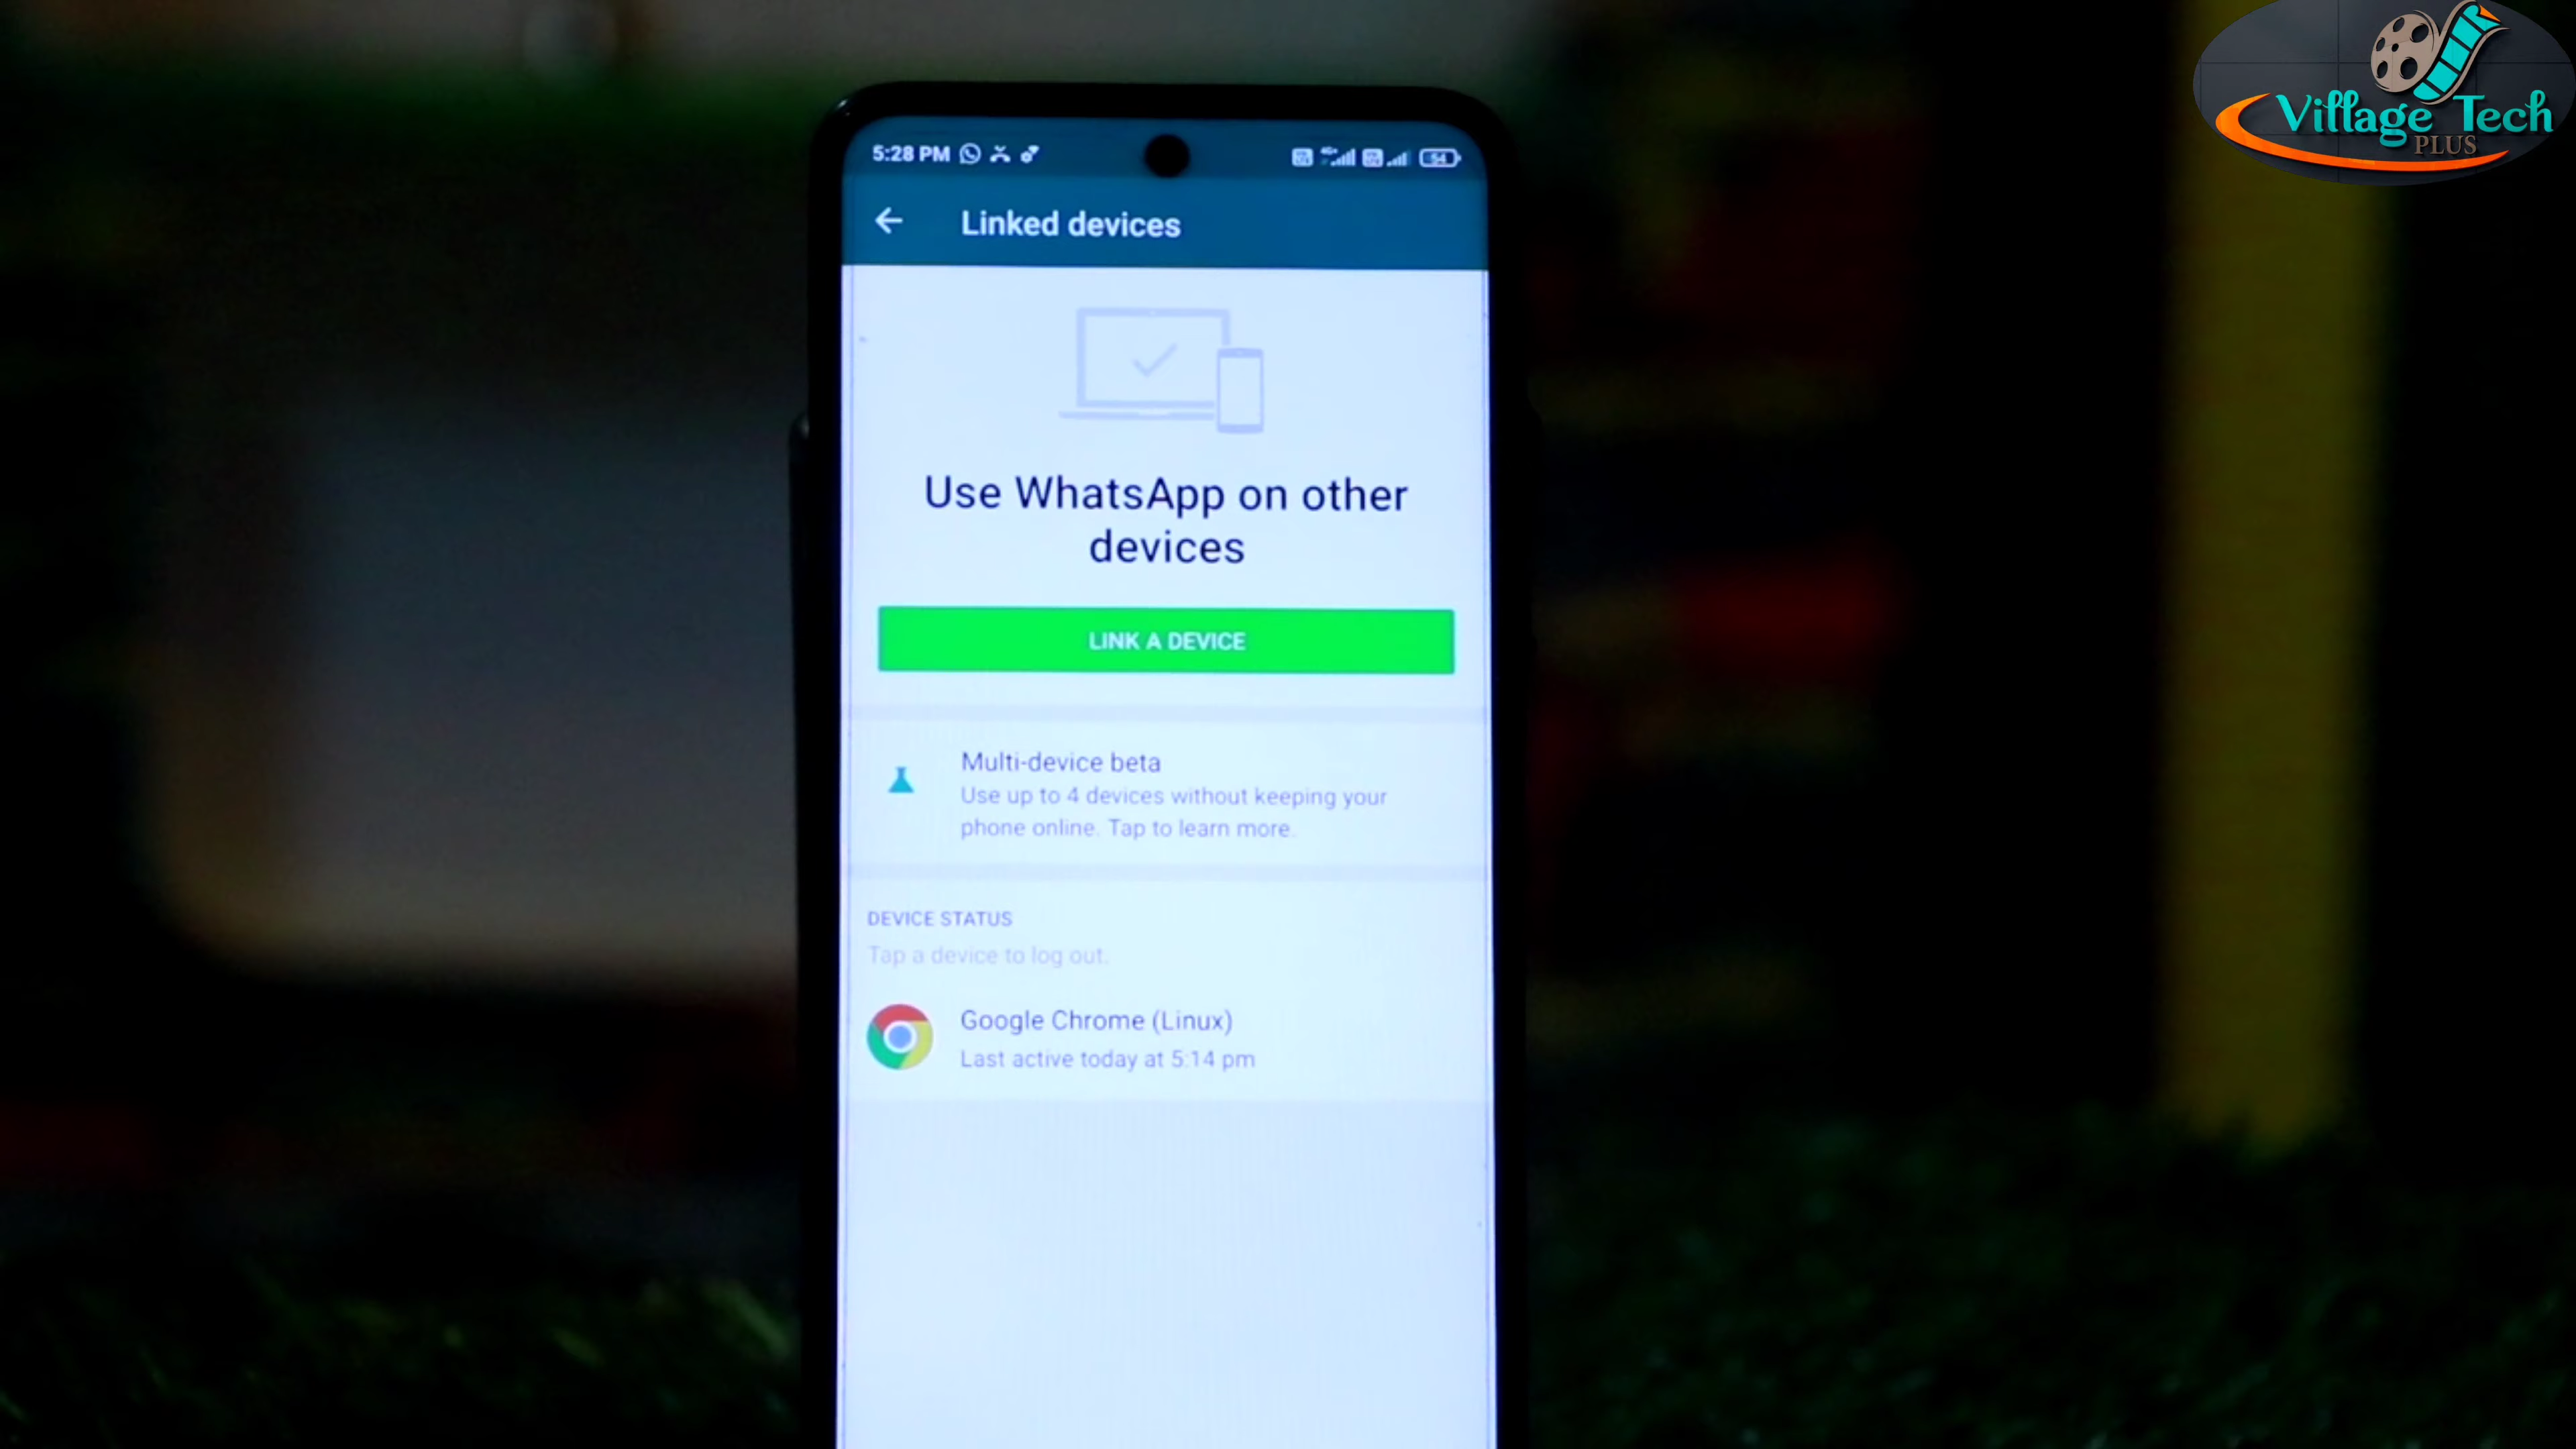 Village Tech
PLUS
5:28 PM
54
Linked devices
Use WhatsApp on other
devices
LINK A DEVICE
Multi-device beta
Use up to 4 devices without keeping your
phone online. Tap to learn more.
DEVICE STATUS
Tap a device to log out.
Google Chrome (Linux)
Last active today at 5:14 pm